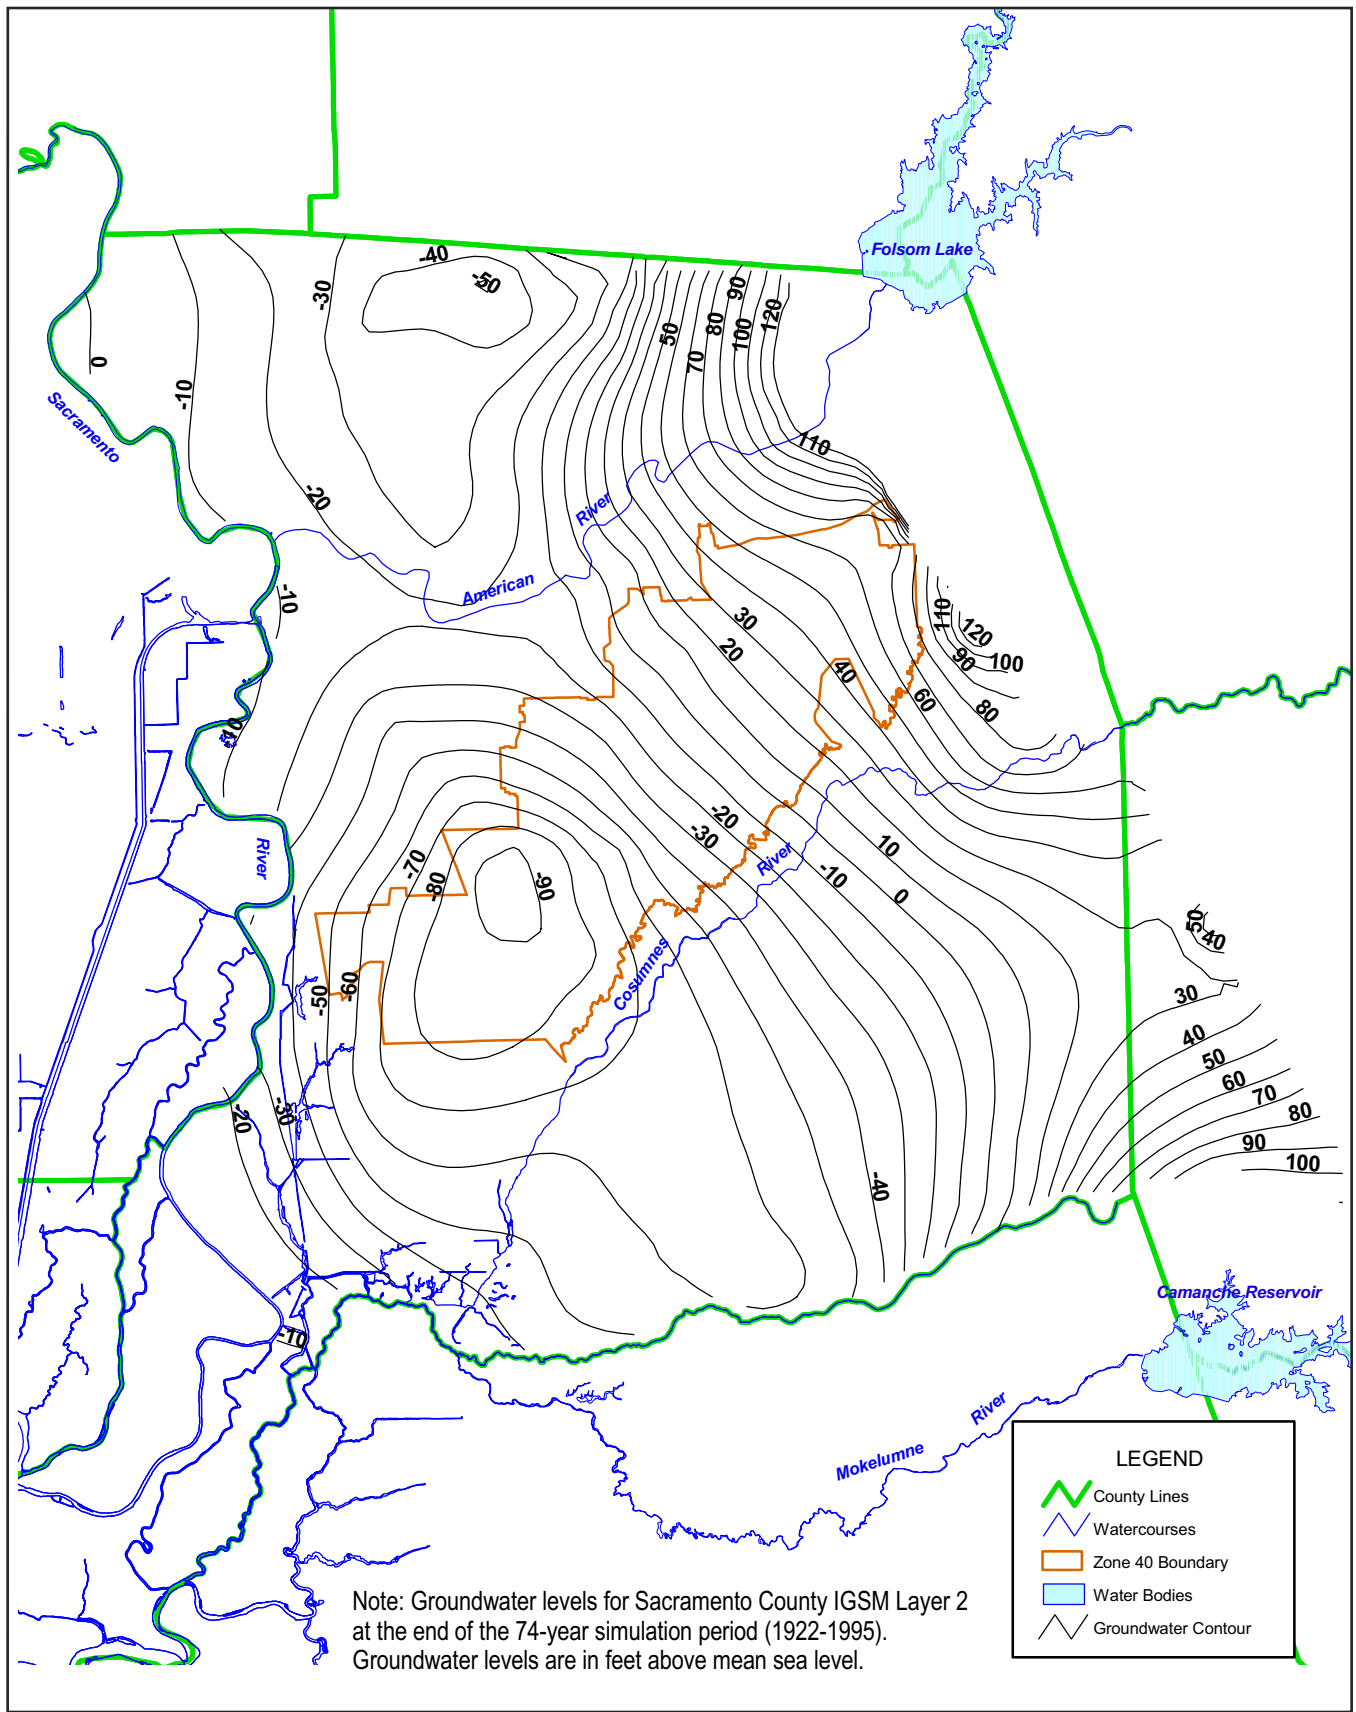 Folsom Lake
-40
-50
-30
90
120
80
100
50
70
0
-10
Sacramento
110
-20
River
American
-10
30
20
110
120
90
100
40
60
80
-10
-20
-30
River
10
-10
0
River
-70
-80
-90
50
40
Cosumnes
-50
-60
30
40
50
60
70
80
90
100
-20
-30
-40
Camanche Reservoir
-10
River
Mokelumne
LEGEND
County Lines
Watercourses
Zone 40 Boundary
Water Bodies
Groundwater Contour
Note: Groundwater levels for Sacramento County IGSM Layer 2
at the end of the 74-year simulation period (1922-1995).
Groundwater levels are in feet above mean sea level.